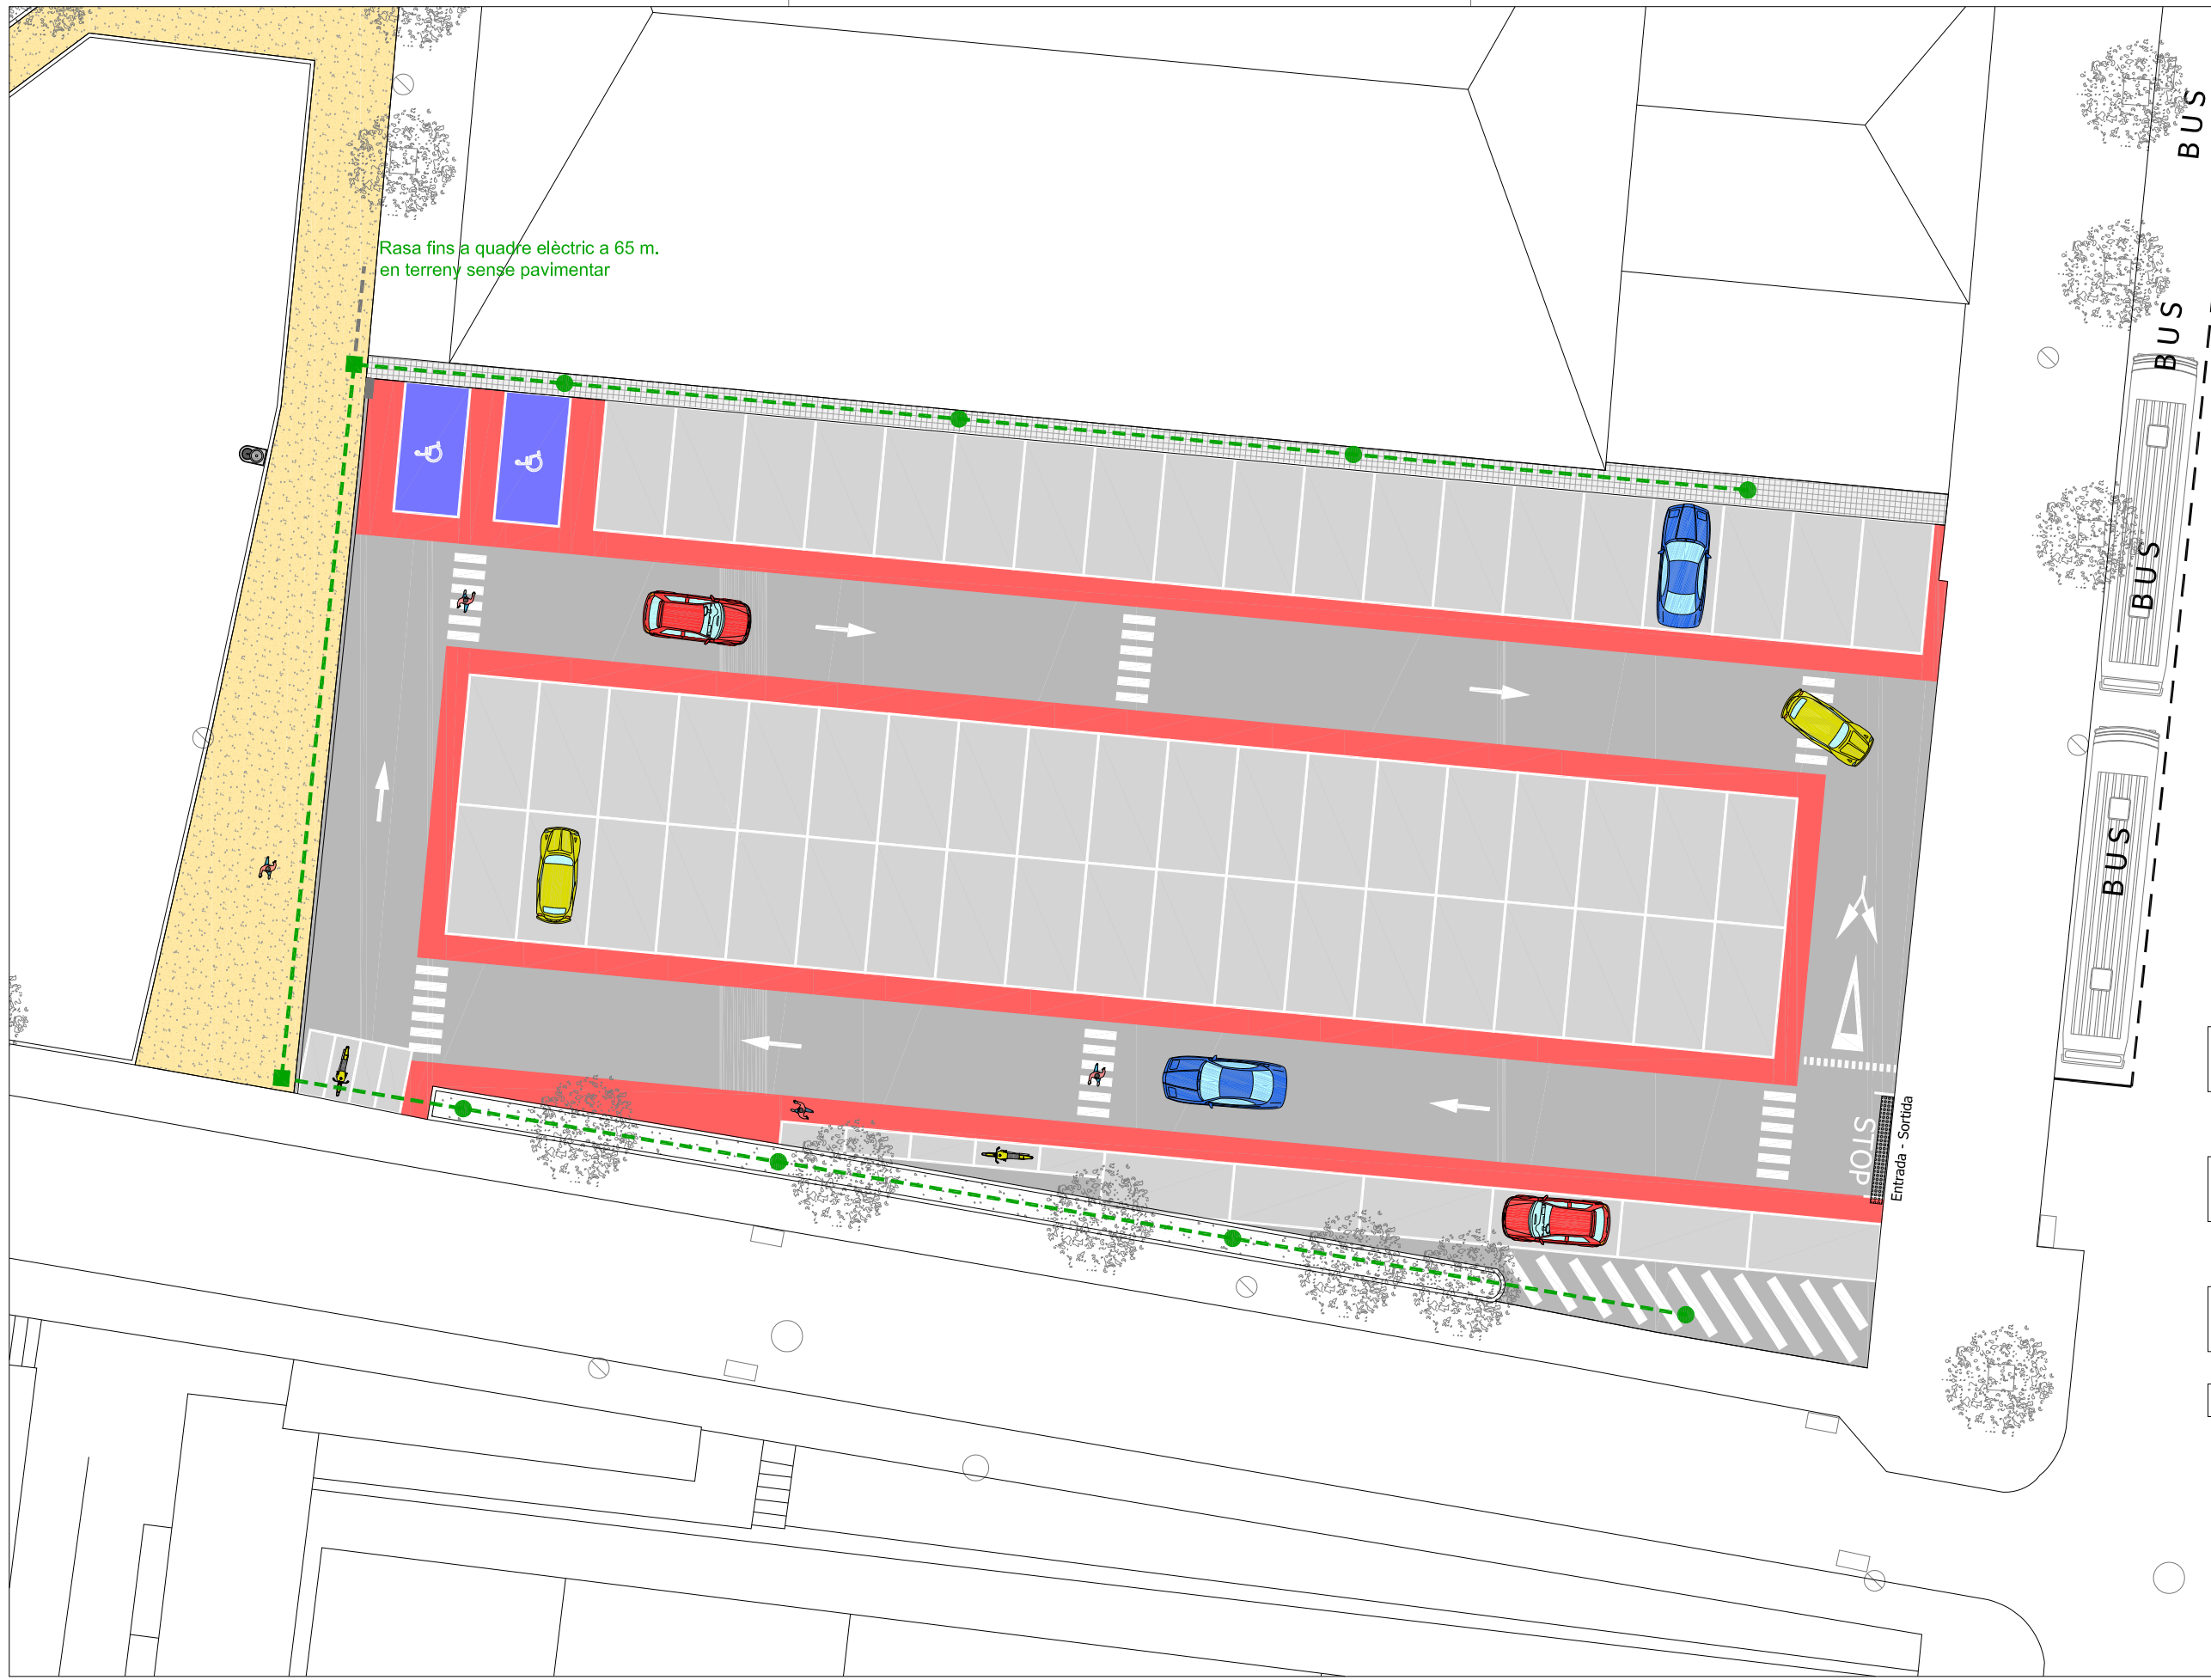 BUS
Rasa fins a quadre elèctric a 65 m.
en terreny sense pavimentar
BUS
BUS
BUS
STOP
Entrada - Sortida